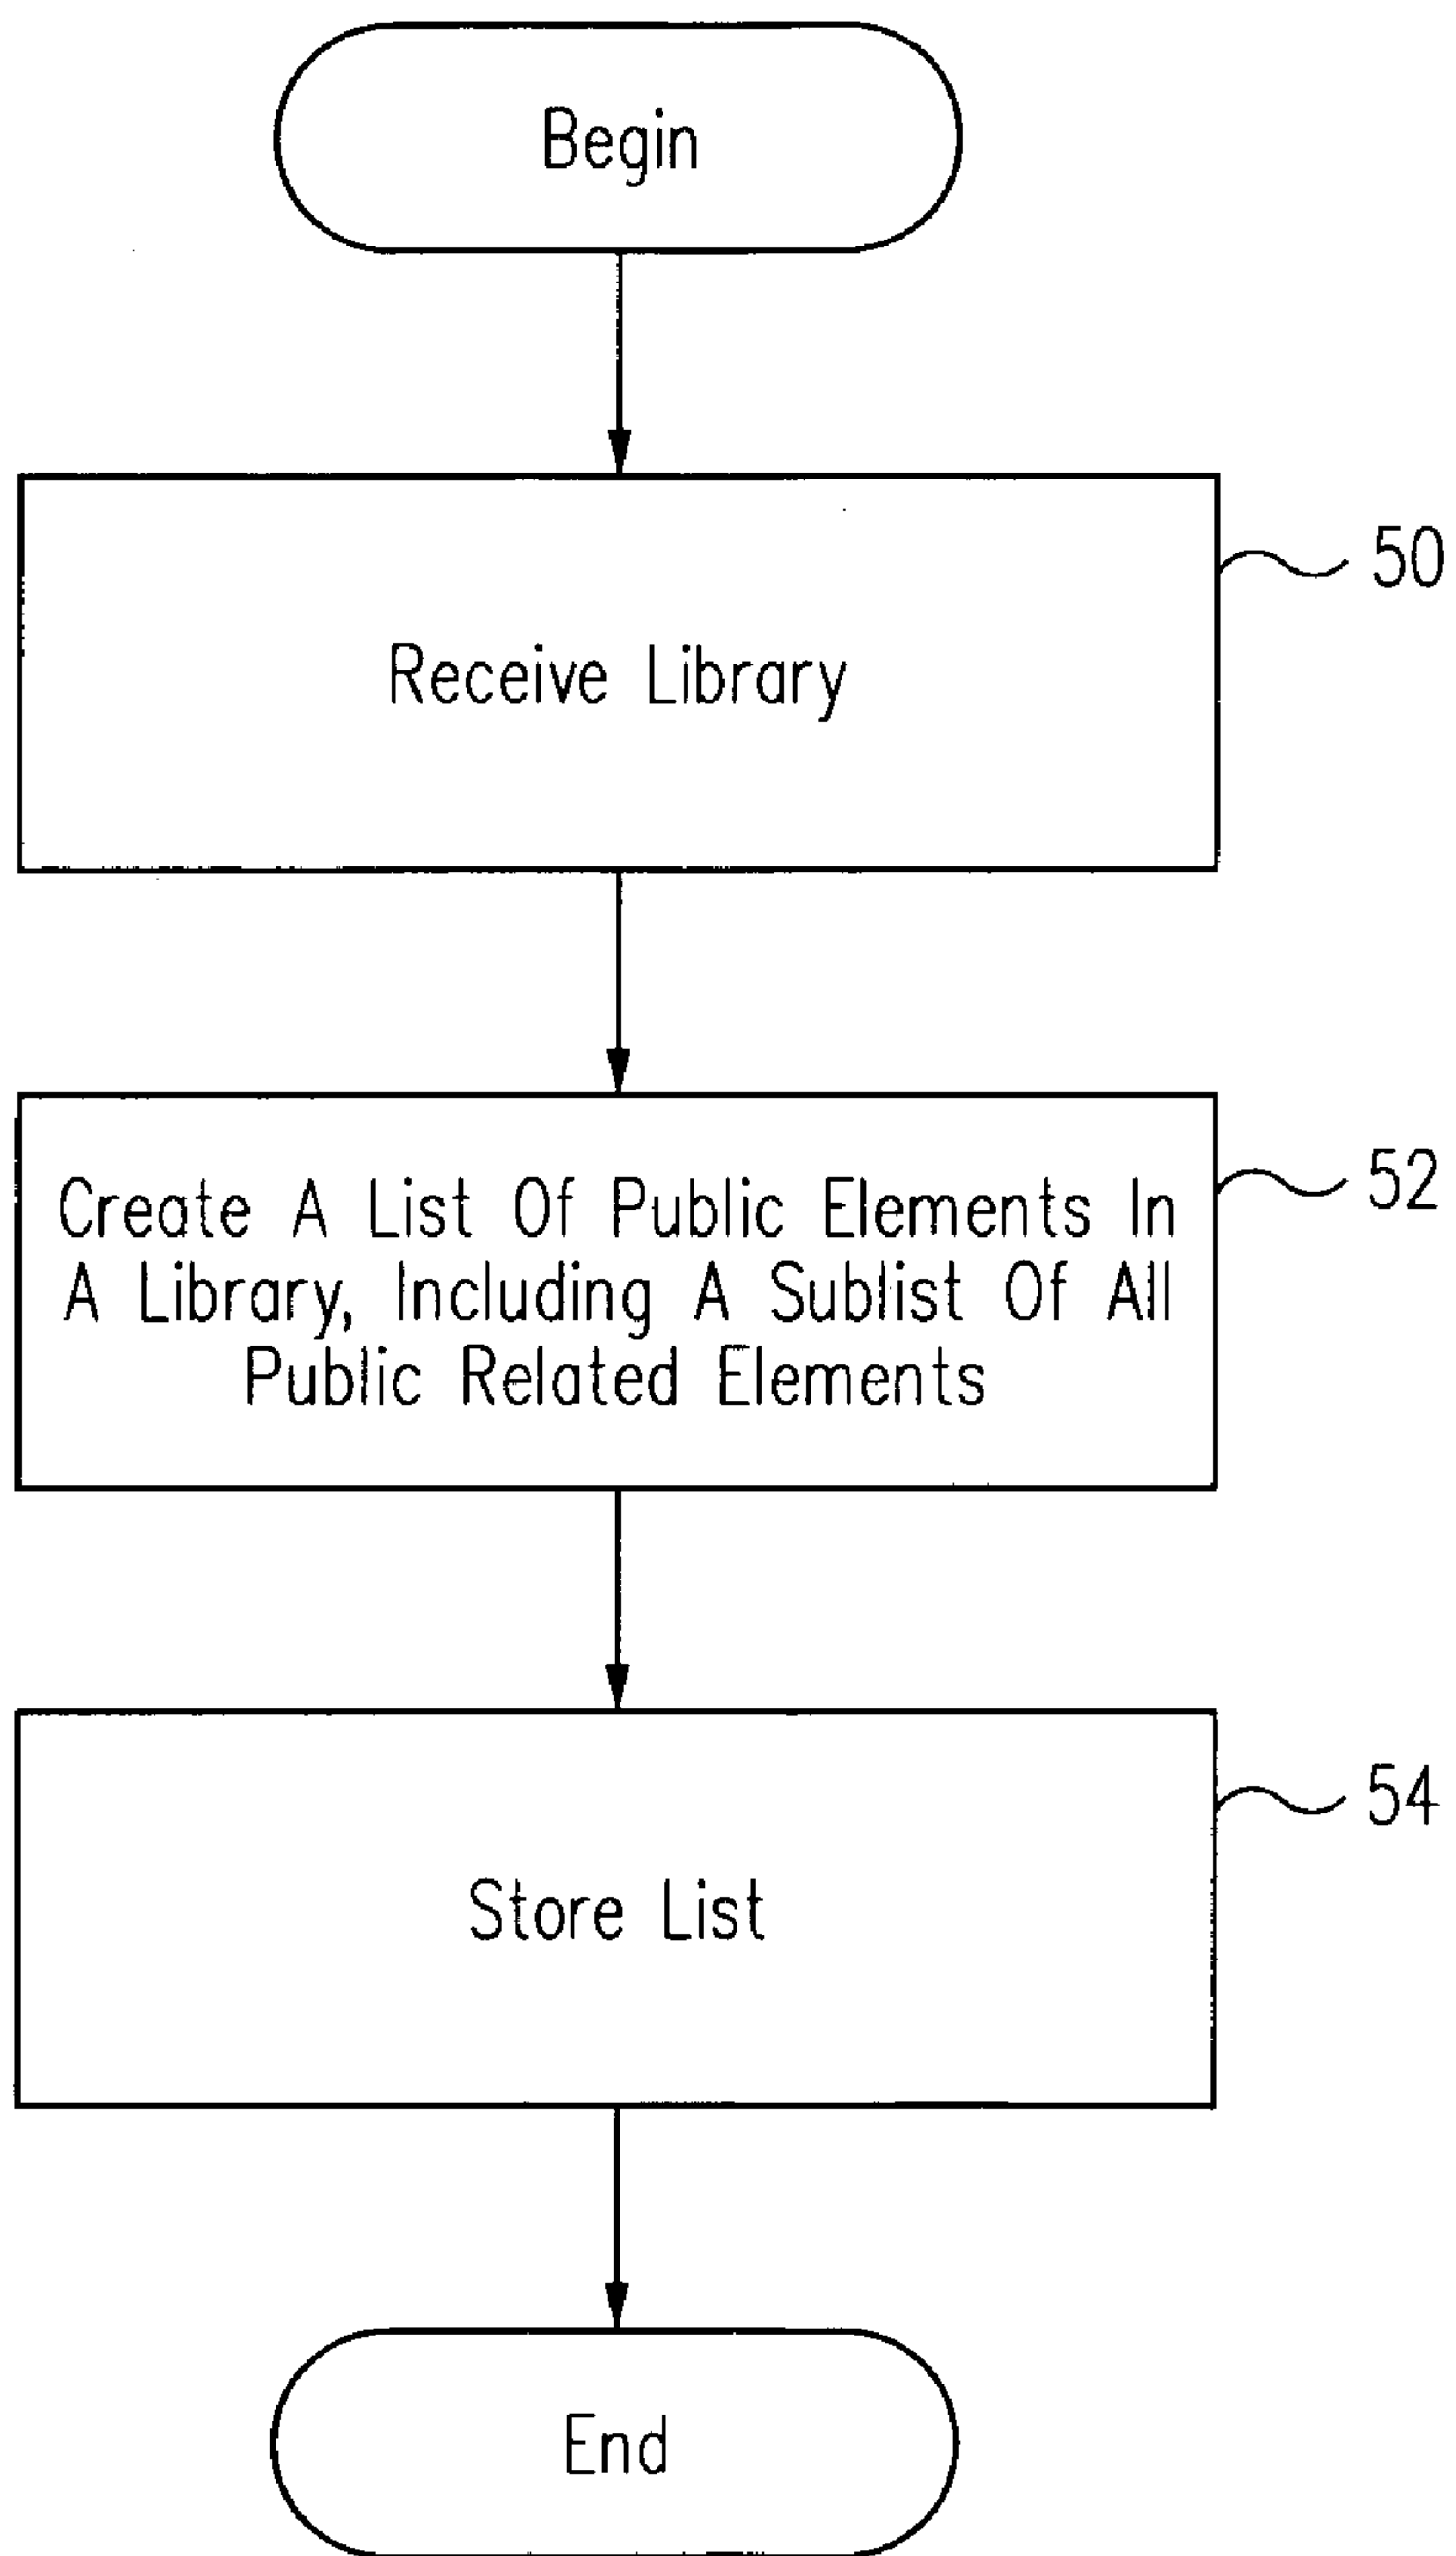 Begin
Receive Library
50
Create A List Of Public Elements In
A Library, Including A Sublist Of All
Public Related Elements
52
Store List
54
End